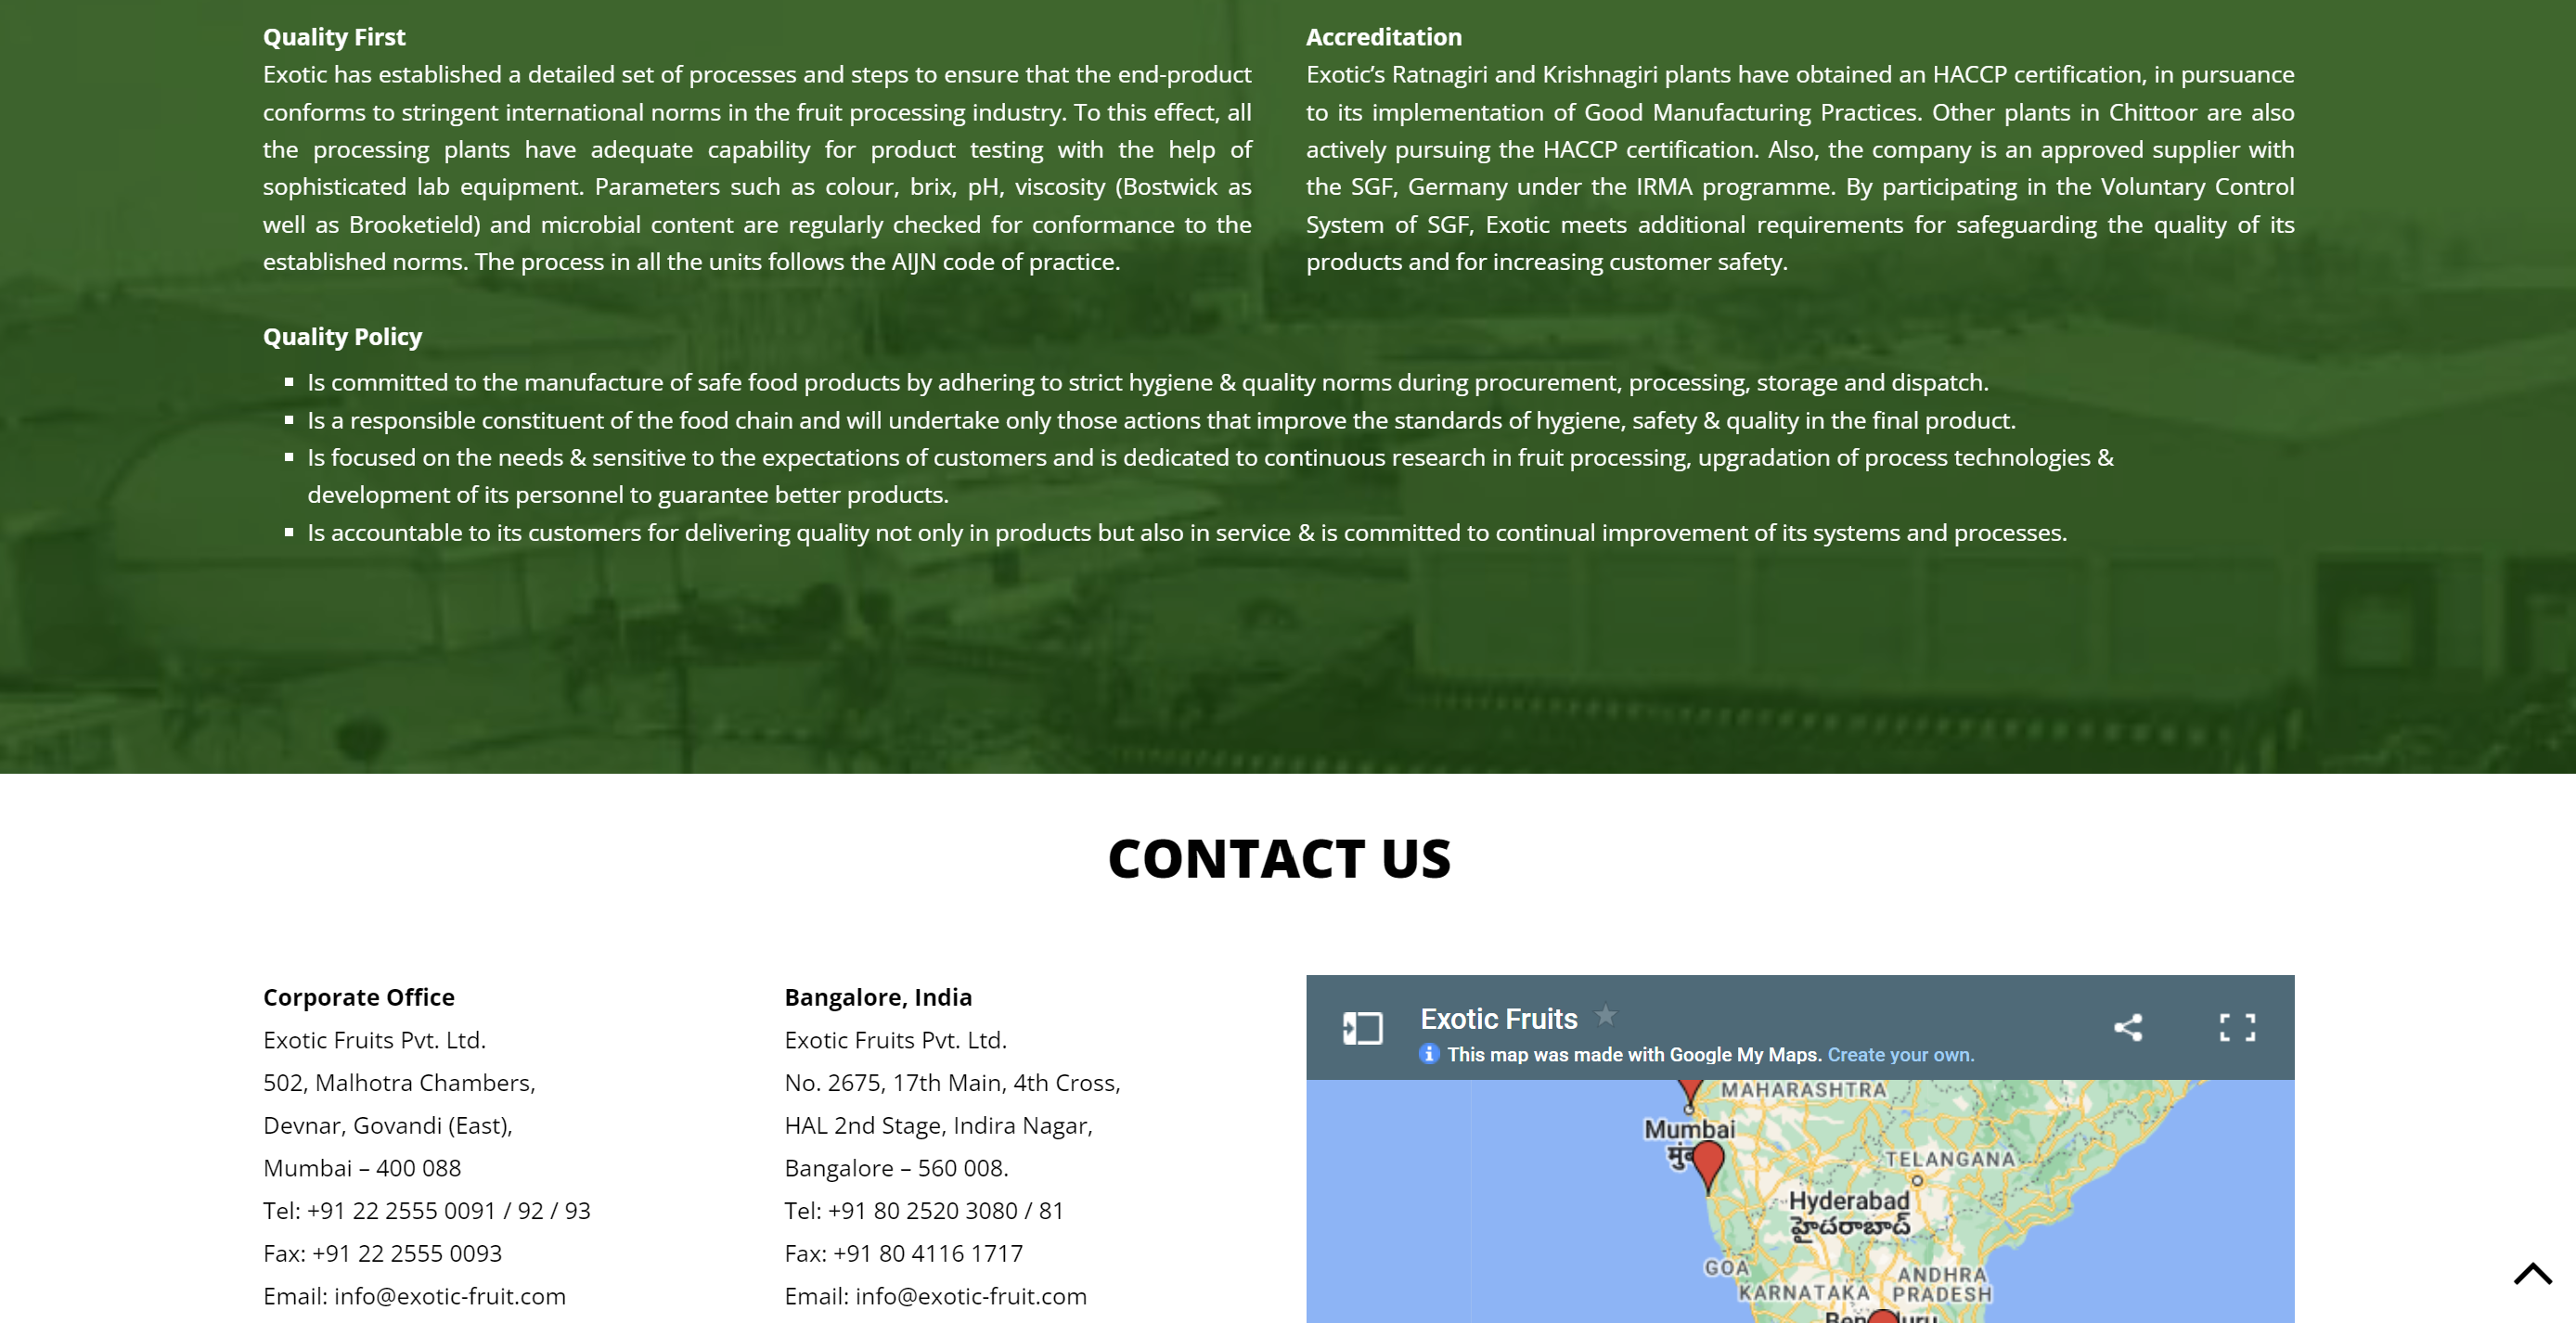 Quality First
Exotic has established a detailed set of processes and steps to ensure that the end-product
conforms to stringent international norms in the fruit processing industry. To this effect, all
the processing plants have adequate capability for product testing with the help of
sophisticated lab equipment. Parameters such as colour, brix, pH, viscosity (Bostwick as
well as Brooketield) and microbial content are regularly checked for conformance to the
established norms. The process in all the units follows the AIJN code of practice.
Accreditation
Exotic’s Ratnagiri and Krishnagiri plants have obtained an HACCP certification, in pursuance
to its implementation of Good Manufacturing Practices. Other plants in Chittoor are also
actively pursuing the HACCP certification. Also, the company is an approved supplier with
the SGF, Germany under the IRMA programme. By participating in the Voluntary Control
System of SGF, Exotic meets additional requirements for safeguarding the quality of its
products and for increasing customer safety.
Quality Policy
Is committed to the manufacture of safe food products by adhering to strict hygiene & quality norms during procurement, processing, storage and dispatch.
Is a responsible constituent of the food chain and will undertake only those actions that improve the standards of hygiene, safety & quality in the final product.
Is focused on the needs & sensitive to the expectations of customers and is dedicated to continuous research in fruit processing, upgradation of process technologies &
development of its personnel to guarantee better products.
Is accountable to its customers for delivering quality not only in products but also in service & is committed to continual improvement of its systems and processes.
CONTACT US
Corporate Office
Exotic Fruits Pvt. Ltd.
502, Malhotra Chambers,
Devnar, Govandi (East),
Mumbai – 400 088
Tel: +91 22 2555 0091 / 92 / 93
Fax: +91 22 2555 0093
Email: info@exotic-fruit.com
Bangalore, India
Exotic Fruits Pvt. Ltd.
No. 2675, 17th Main, 4th Cross,
HAL 2nd Stage, Indira Nagar,
Bangalore – 560 008.
Tel: +91 80 2520 3080 / 81
Fax: +91 80 4116 1717
Email: info@exotic-fruit.com
Exotic Fruits
This map was made with Google My Maps. Create your own.
MAHARASHTRA
Mumbai
TELANGANA
Hyderabad
హైదరాబాద్
GOA
KARNATAKA
ANDHRA
PRADESH